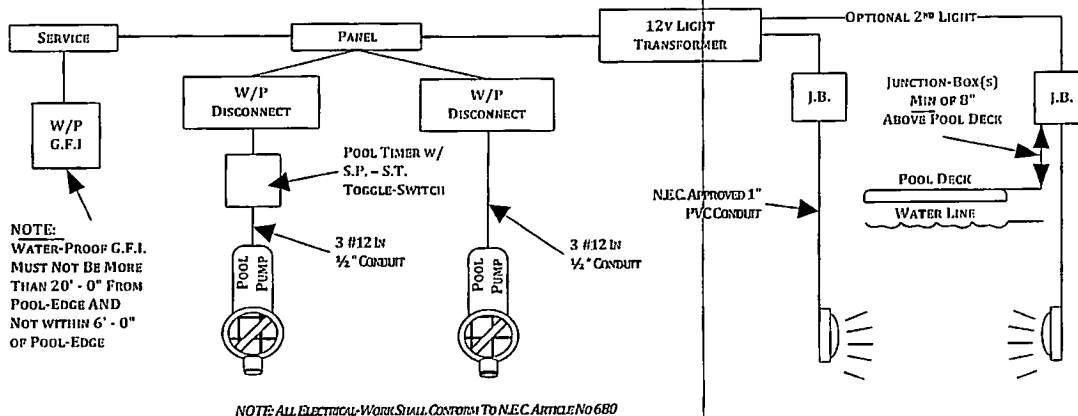 SERVICE
PANEL
12V LIGHT
TRANSFORMER
OPTIONAL 2ND LIGHT
W/P
G.F.I
W/P
DISCONNECT
W/P
DISCONNECT
J.B.
JUNCTION-BOX(S)
MIN OF 8"
ABOVE POOL DECK
J.B.
POOL TIMER W/
S.P. – S.T.
TOGGLE-SWITCH
POOL DECK
WATER LINE
N.E.C. APPROVED 1"
PVC CONDUIT
NOTE:
WATER-PROOF G.F.I.
MUST NOT BE MORE
THAN 20' - 0" FROM
POOL-EDGE AND
NOT WITHIN 6' - 0"
OF POOL-EDGE
3 #12 IN
½" CONDUIT
3 #12 IN
½" CONDUIT
POOL
PUMP
POOL
PUMP
NOTE: ALL ELECTRICAL-WORK SHALL CONFORM TO N.E.C. ARTICLE NO 680